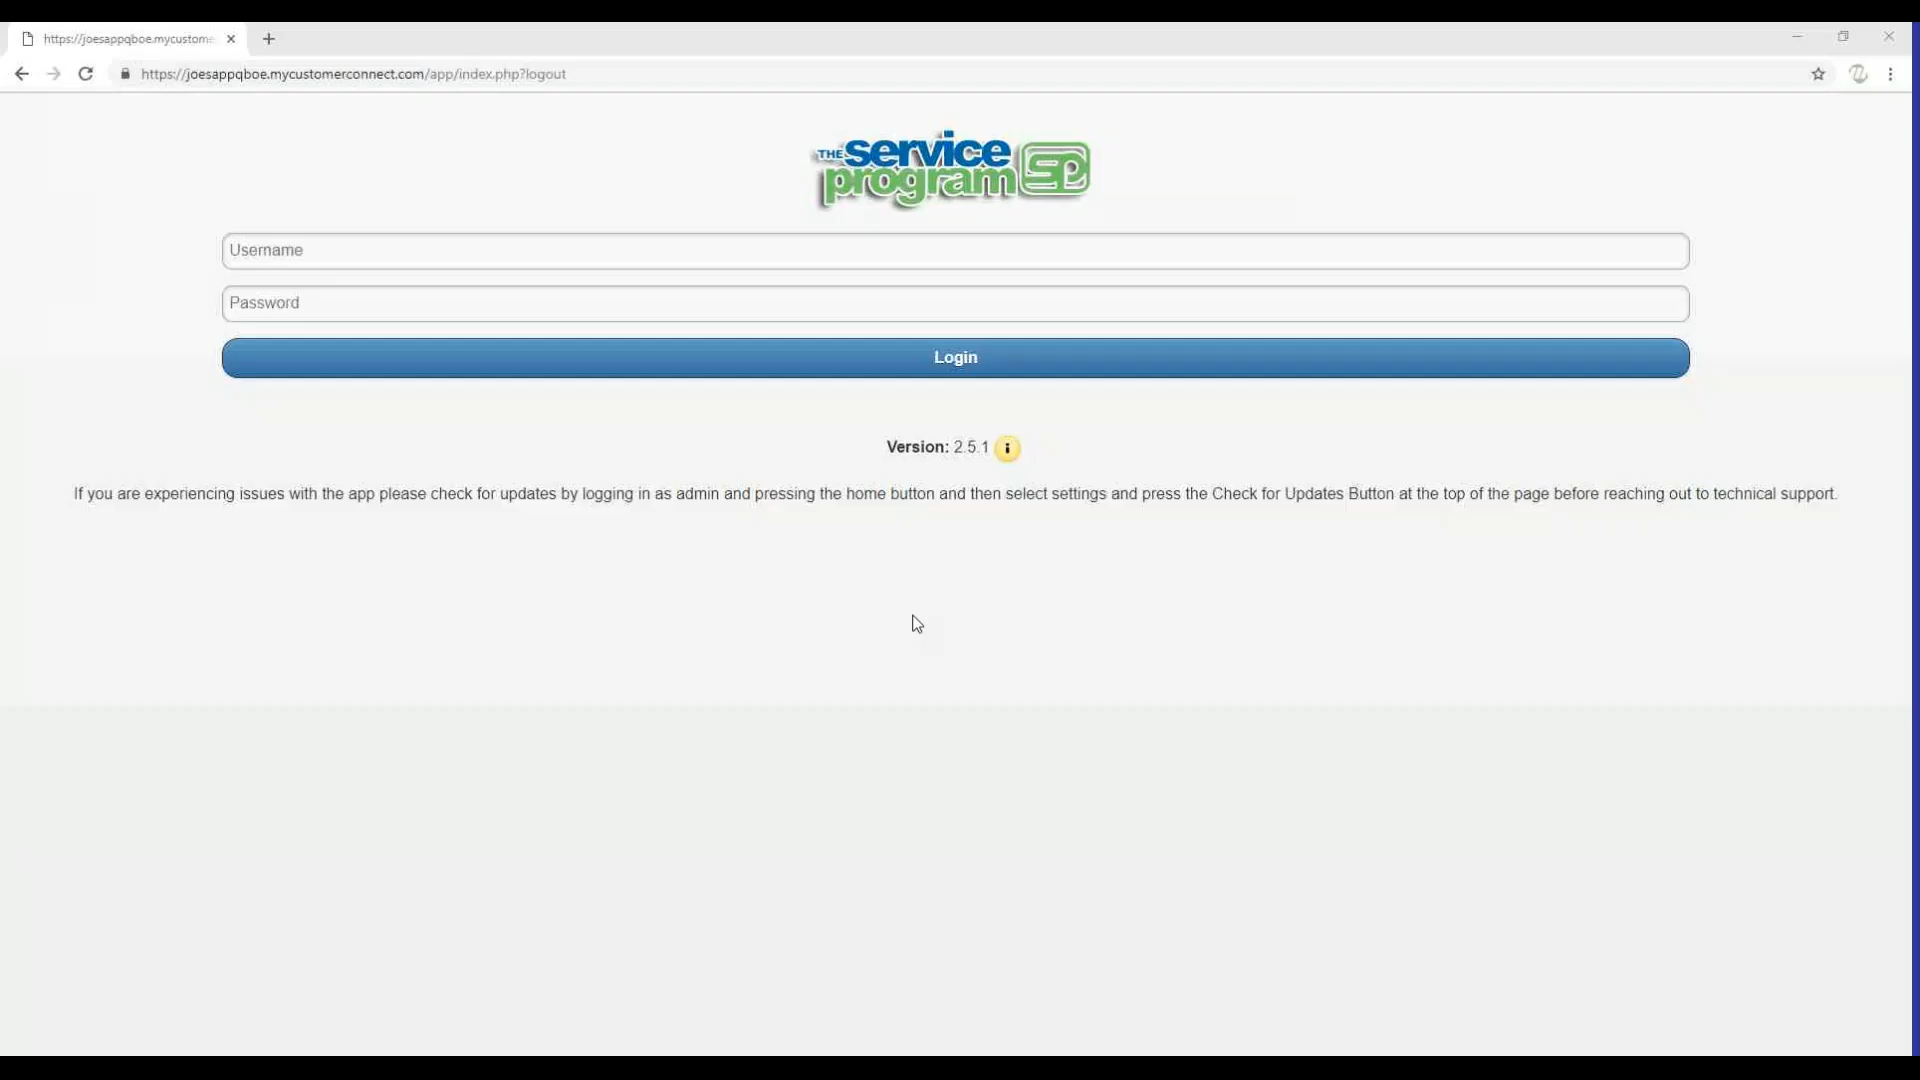 https://joesappqboe.mycustome
https://joesappqboe.mycustomerconnect.com/app/index.php?logout
THE service
program SP
Username
Password
Login
Version: 2.5.1 i
If you are experiencing issues with the app please check for updates by logging in as admin and pressing the home button and then select settings and press the Check for Updates Button at the top of the page before reaching out to technical support.